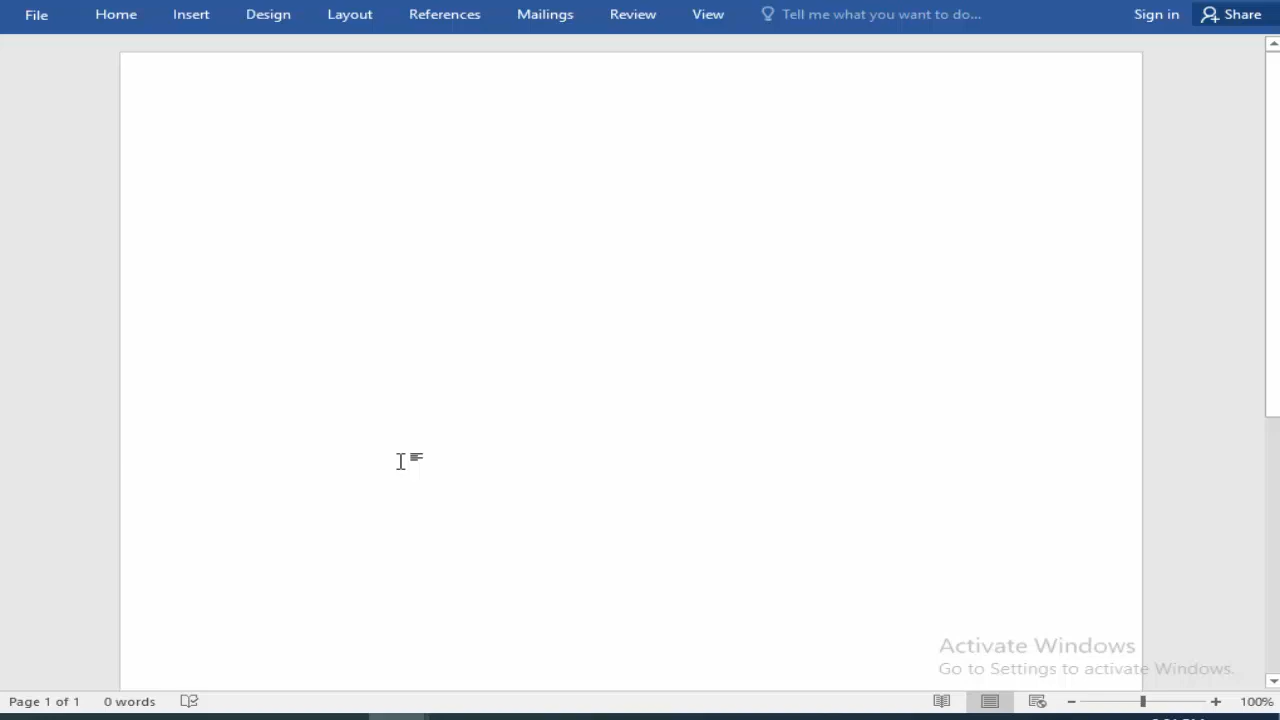 File Home Insert Design Layout References Mailings Review View Tell me what you want to do... Sign in Share
Activate Windows
Go to Settings to activate Windows.
Page 1 of 1 0 words 100%